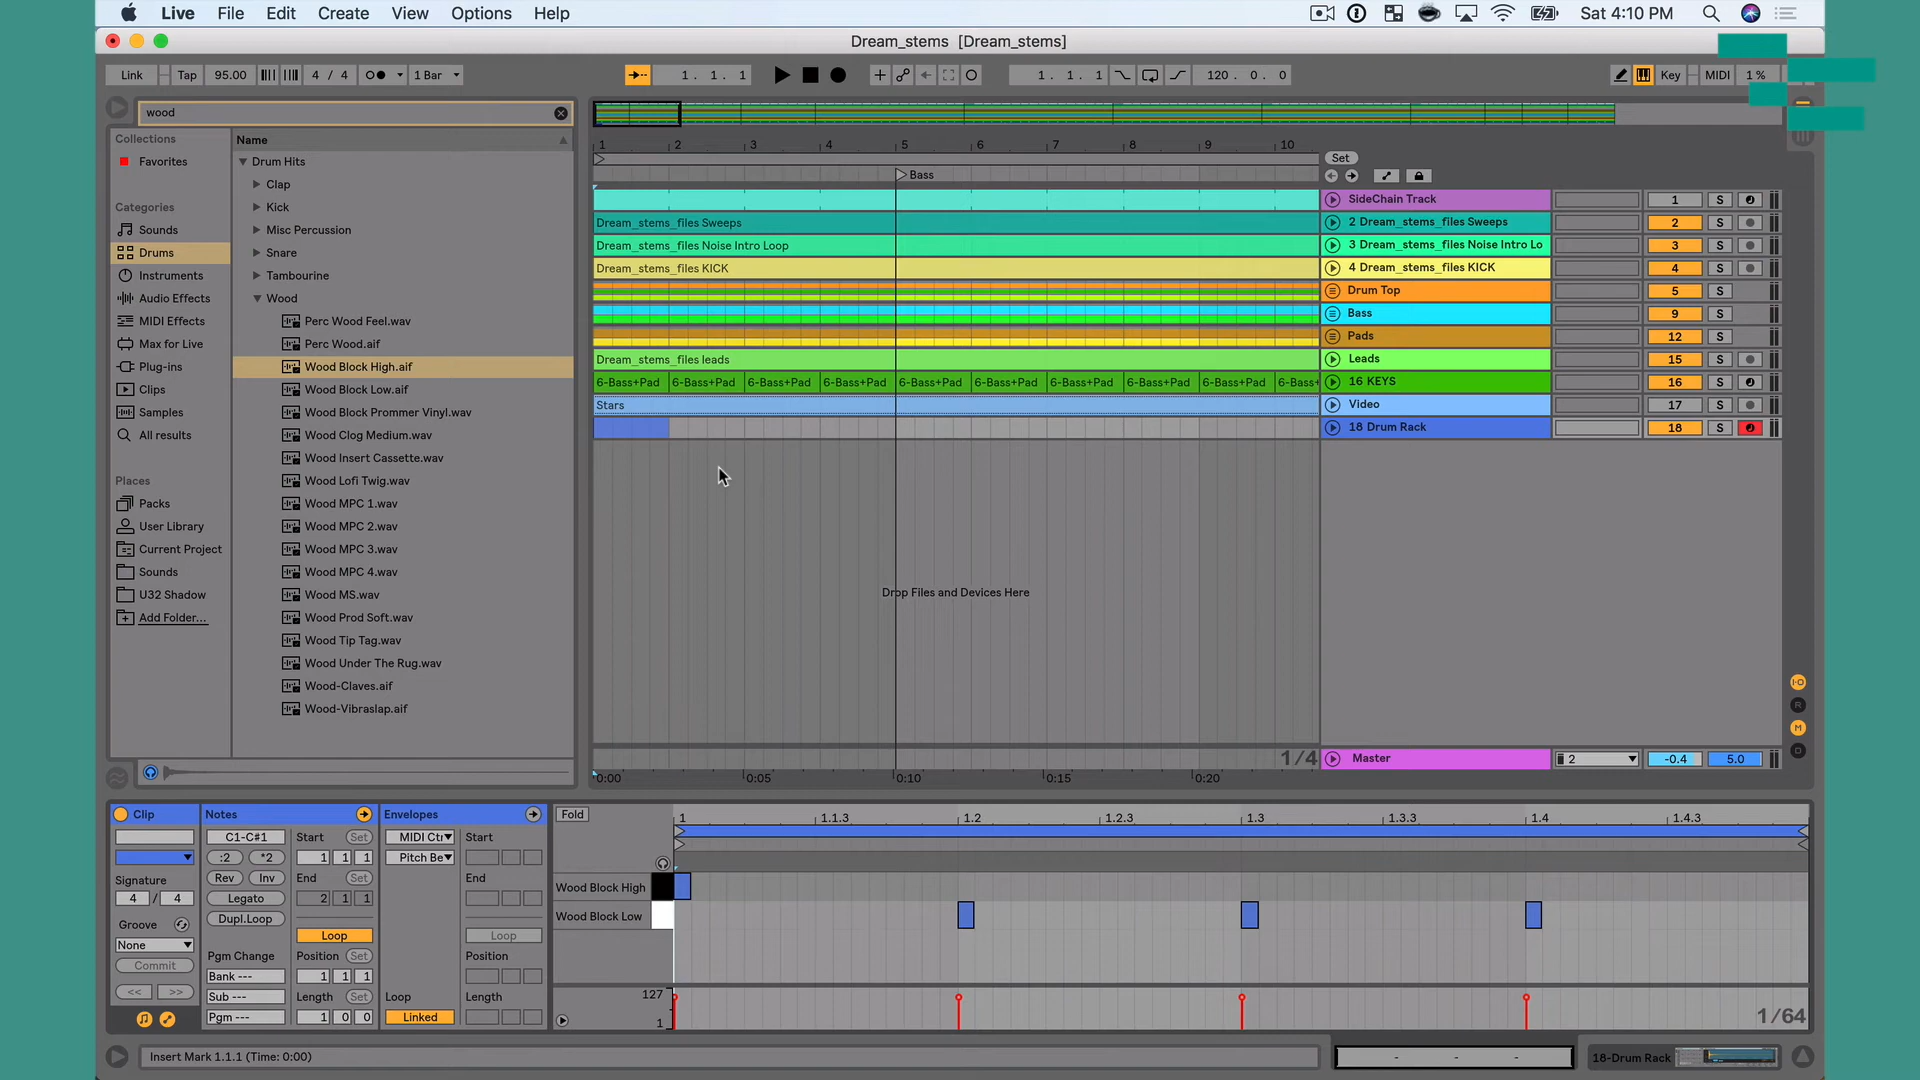 Live File Edit Create View Options Help Sat 4:10 PM
Dream_stems [Dream_stems]
Link Tap 95.00 4 / 4 1 Bar 1. 1. 1 1. 1. 1 120. 0. 0 Key MIDI 1 %
wood
Collections
Favorites
Categories
Sounds
Drums
Instruments
Audio Effects
MIDI Effects
Max for Live
Plug-ins
Clips
Samples
All results
Places
Packs
User Library
Current Project
Sounds
U32 Shadow
Add Folder...
Name
Drum Hits
Clap
Kick
Misc Percussion
Snare
Tambourine
Wood
Perc Wood Feel.wav
Perc Wood.aif
Wood Block High.aif
Wood Block Low.aif
Wood Block Prommer Vinyl.wav
Wood Clog Medium.wav
Wood Insert Cassette.wav
Wood Lofi Twig.wav
Wood MPC 1.wav
Wood MPC 2.wav
Wood MPC 3.wav
Wood MPC 4.wav
Wood MS.wav
Wood Prod Soft.wav
Wood Tip Tag.wav
Wood Under The Rug.wav
Wood-Claves.aif
Wood-Vibraslap.aif
1 2 3 4 5 6 7 8 9 10
Set
Bass
SideChain Track 1 S
Dream_stems_files Sweeps 2 Dream_stems_files Sweeps 2 S
Dream_stems_files Noise Intro Loop 3 Dream_stems_files Noise Intro Lo 3 S
Dream_stems_files KICK 4 Dream_stems_files KICK 4 S
Drum Top 5 S
Bass 9 S
Pads 12 S
Dream_stems_files leads Leads 15 S
6-Bass+Pad 6-Bass+Pad 6-Bass+Pad 6-Bass+Pad 6-Bass+Pad 6-Bass+Pad 6-Bass+Pad 6-Bass+Pad 6-Bass+Pad 6-Bass+ 16 KEYS 16 S
Stars Video 17 S
18 Drum Rack 18 S
Drop Files and Devices Here
I·O
R
M
D
1/4 Master 2 -0.4 5.0
0:00 0:05 0:10 0:15 0:20
Clip
Signature
4 / 4
Groove
None
Commit
<< >>
Notes
C1-C#1
:2 *2
Rev Inv
Legato
Dupl.Loop
Pgm Change
Bank ---
Sub ---
Pgm ---
Start Set
1 1 1
End Set
2 1 1
Loop
Position Set
1 1 1
Length Set
1 0 0
Envelopes
MIDI Ctr
Pitch Be
Loop
Linked
Start
End
Loop
Position
Length
Fold
1 1.1.3 1.2 1.2.3 1.3 1.3.3 1.4 1.4.3
Wood Block High
Wood Block Low
127
1
1/64
Insert Mark 1.1.1 (Time: 0:00)
- - -
18-Drum Rack